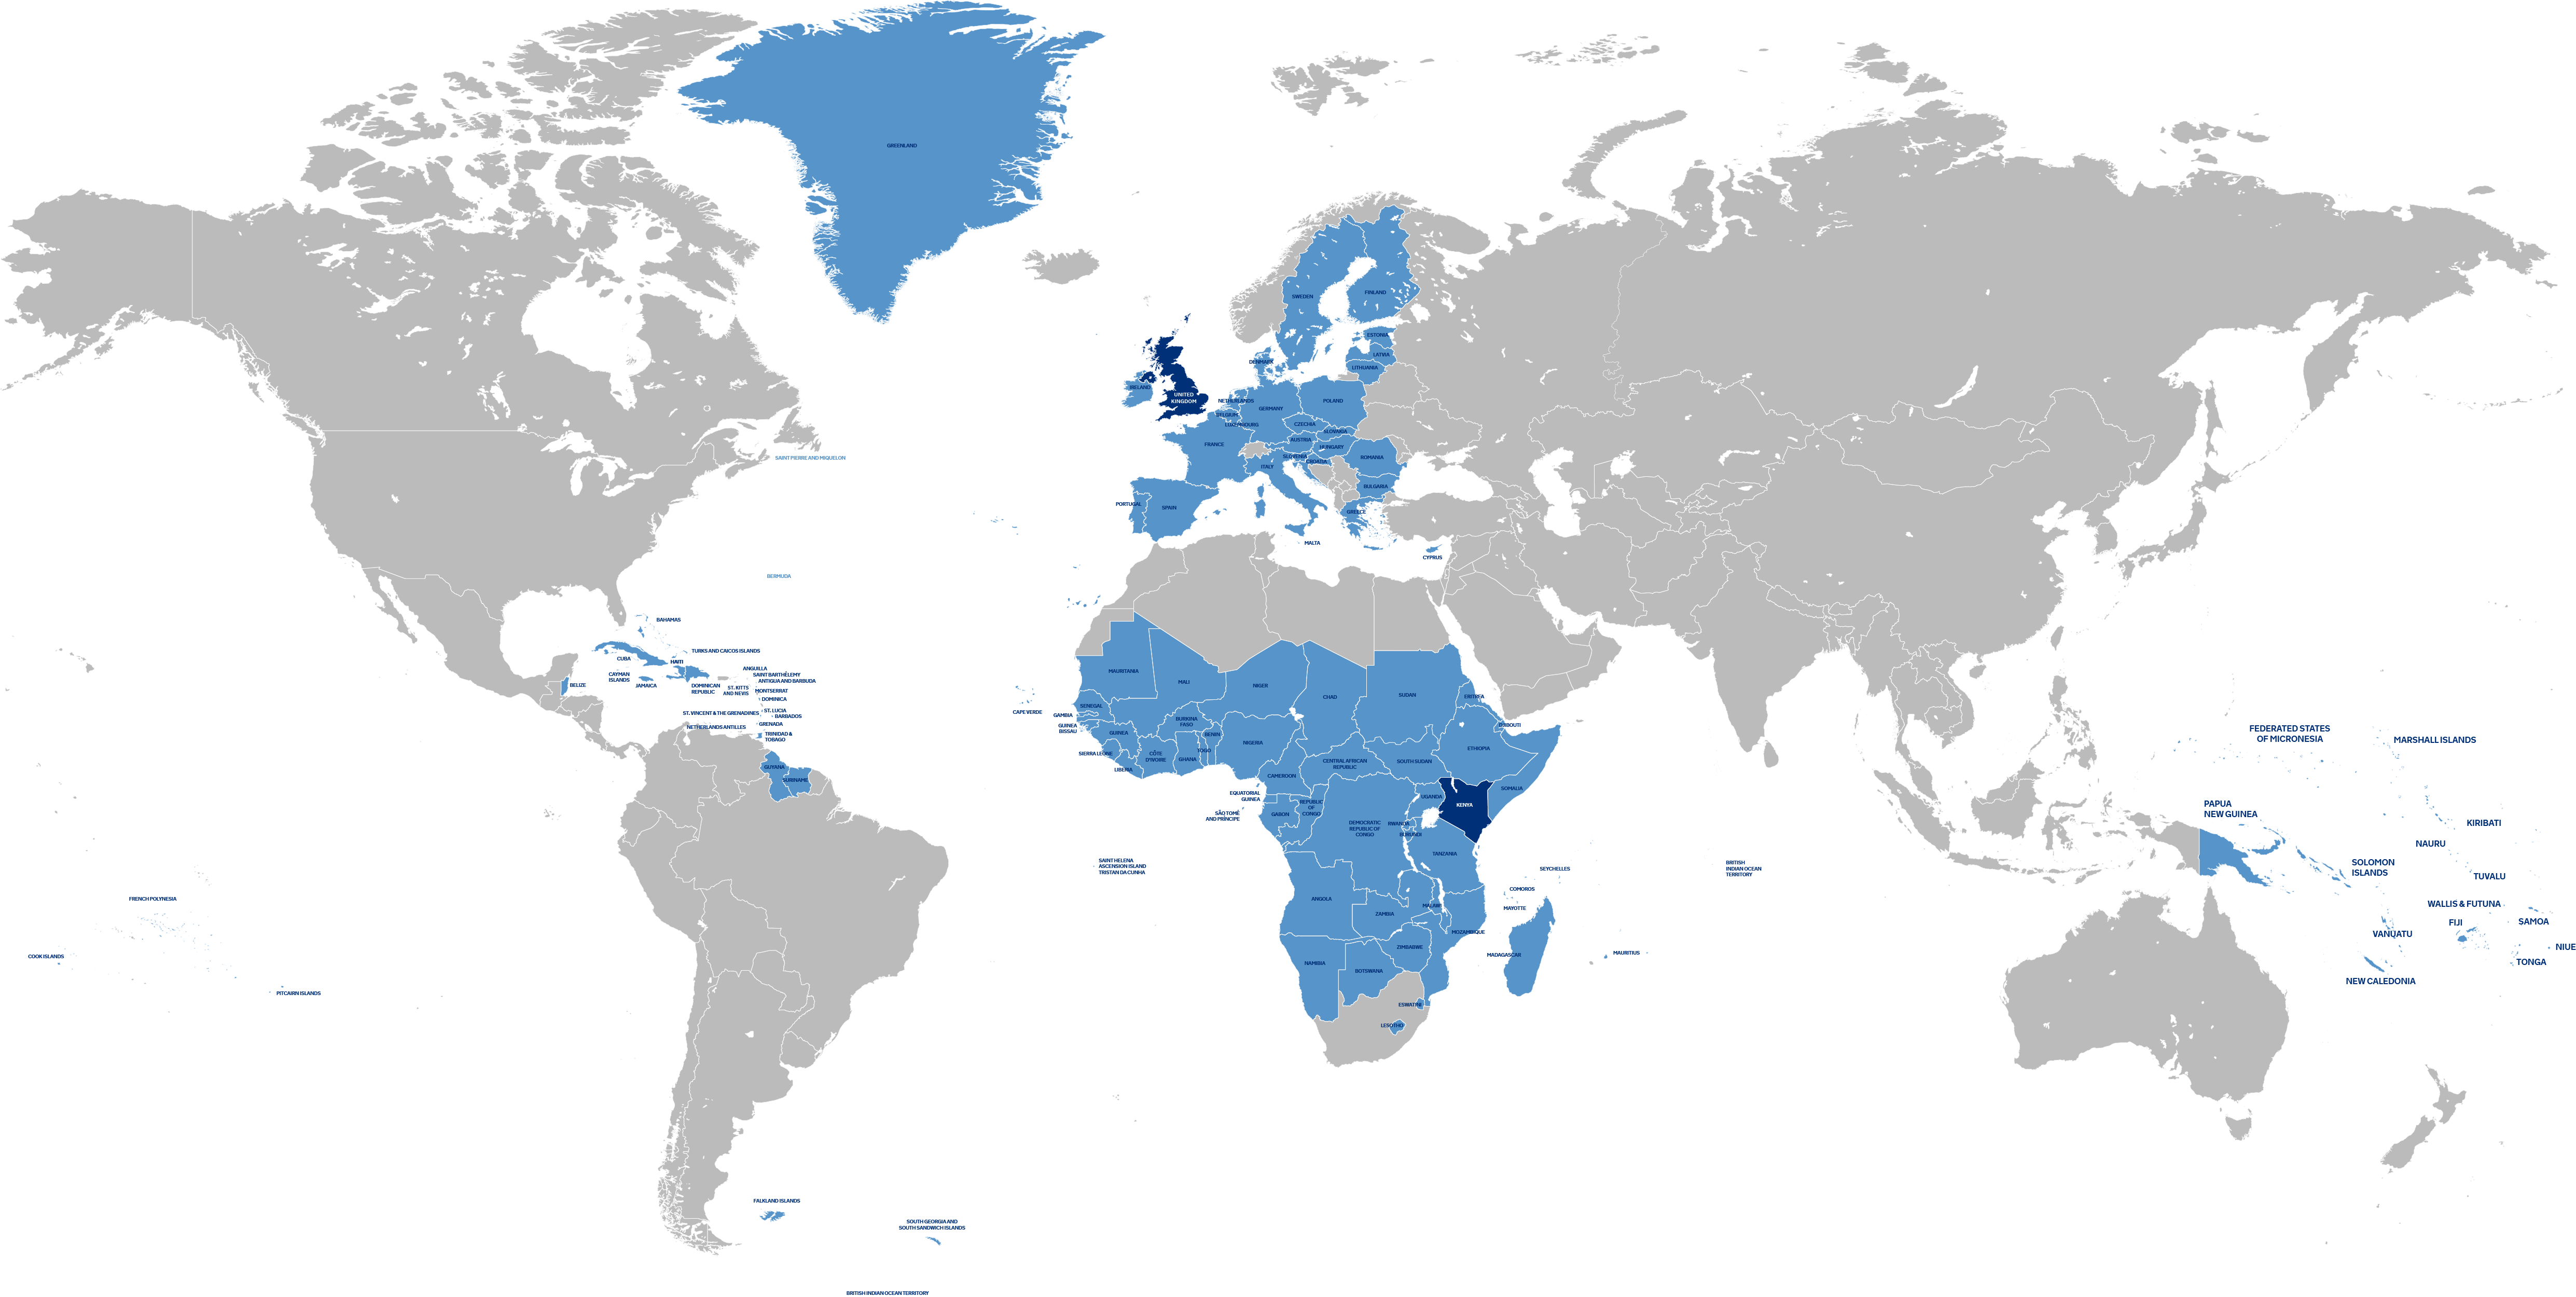 GREENLAND
SWEDEN
FINLAND
ESTONIA
LATVIA
LITHUANIA
DENMARK
IRELAND
UNITED
KINGDOM
NETHERLANDS
GERMANY
POLAND
BELGIUM
LUXEMBOURG
CZECHIA
SLOVAKIA
FRANCE
AUSTRIA
HUNGARY
SLOVENIA
CROATIA
ROMANIA
ITALY
BULGARIA
PORTUGAL
SPAIN
GREECE
MALTA
CYPRUS
SAINT PIERRE AND MIQUELON
BERMUDA
BAHAMAS
TURKS AND CAICOS ISLANDS
CUBA
HAITI
CAYMAN
ISLANDS
JAMAICA
BELIZE
DOMINICAN
REPUBLIC
ANGUILLA
SAINT BARTHÉLEMY
ANTIGUA AND BARBUDA
ST. KITTS
AND NEVIS
MONTSERRAT
DOMINICA
ST. LUCIA
ST. VINCENT & THE GRENADINES
BARBADOS
GRENADA
NETHERLANDS ANTILLES
TRINIDAD &
TOBAGO
GUYANA
SURINAME
MAURITANIA
MALI
NIGER
CHAD
SUDAN
ERITREA
CAPE VERDE
SENEGAL
GAMBIA
GUINEA
BISSAU
GUINEA
BURKINA
FASO
BENIN
NIGERIA
DJIBOUTI
SIERRA LEONE
LIBERIA
CÔTE
D'IVOIRE
GHANA
TOGO
CAMEROON
CENTRAL AFRICAN
REPUBLIC
SOUTH SUDAN
ETHIOPIA
SOMALIA
EQUATORIAL
GUINEA
SÃO TOMÉ
AND PRÍNCIPE
GABON
REPUBLIC
OF
CONGO
DEMOCRATIC
REPUBLIC OF
CONGO
UGANDA
KENYA
RWANDA
BURUNDI
TANZANIA
SAINT HELENA
ASCENSION ISLAND
TRISTAN DA CUNHA
SEYCHELLES
COMOROS
MAYOTTE
ANGOLA
ZAMBIA
MALAWI
MOZAMBIQUE
ZIMBABWE
MADAGASCAR
MAURITIUS
NAMIBIA
BOTSWANA
ESWATINI
LESOTHO
BRITISH
INDIAN OCEAN
TERRITORY
FEDERATED STATES
OF MICRONESIA
MARSHALL ISLANDS
PAPUA
NEW GUINEA
KIRIBATI
NAURU
SOLOMON
ISLANDS
TUVALU
WALLIS & FUTUNA
FIJI
SAMOA
VANUATU
NIUE
TONGA
NEW CALEDONIA
FRENCH POLYNESIA
COOK ISLANDS
PITCAIRN ISLANDS
FALKLAND ISLANDS
SOUTH GEORGIA AND
SOUTH SANDWICH ISLANDS
BRITISH INDIAN OCEAN TERRITORY